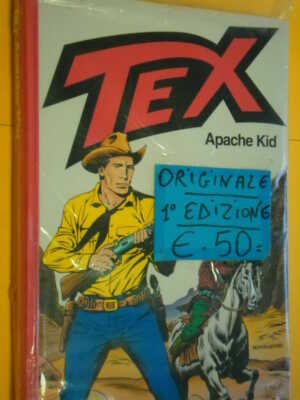 TEX
Apache Kid
ORIGINALE
1° EDIZIONE
€.50=